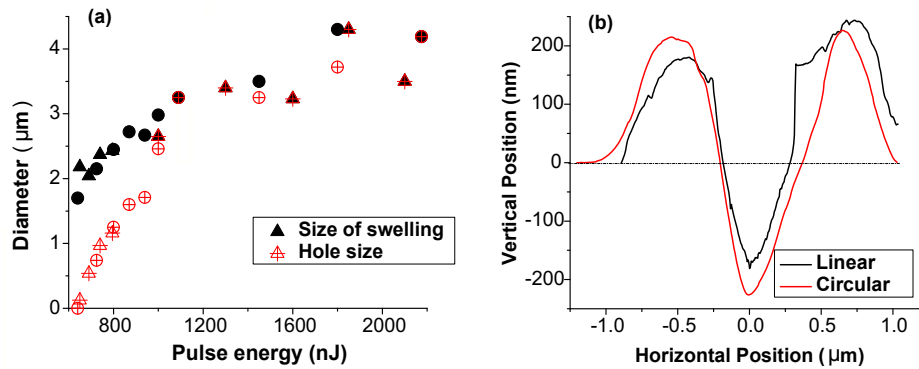 (a)
Diameter (μm)
4
3
2
1
0
800
1200
1600
2000
Pulse energy (nJ)
Size of swelling
Hole size
(b)
Vertical Position (nm)
200
100
0
-100
-200
-1.0
-0.5
0.0
0.5
1.0
Horizontal Position (μm)
Linear
Circular